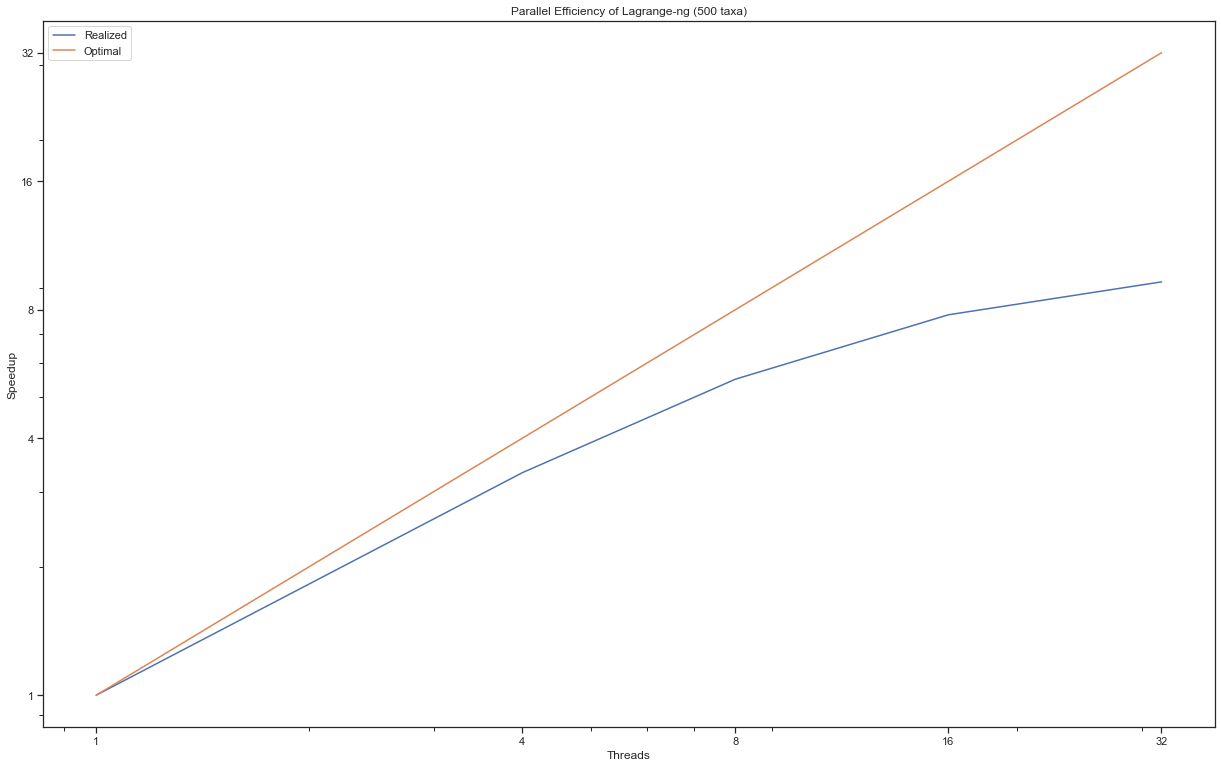 Parallel Efficiency of Lagrange-ng (500 taxa)
Realized
Optimal
32
16
8
4
1
Speedup
1 4 8 16 32
Threads